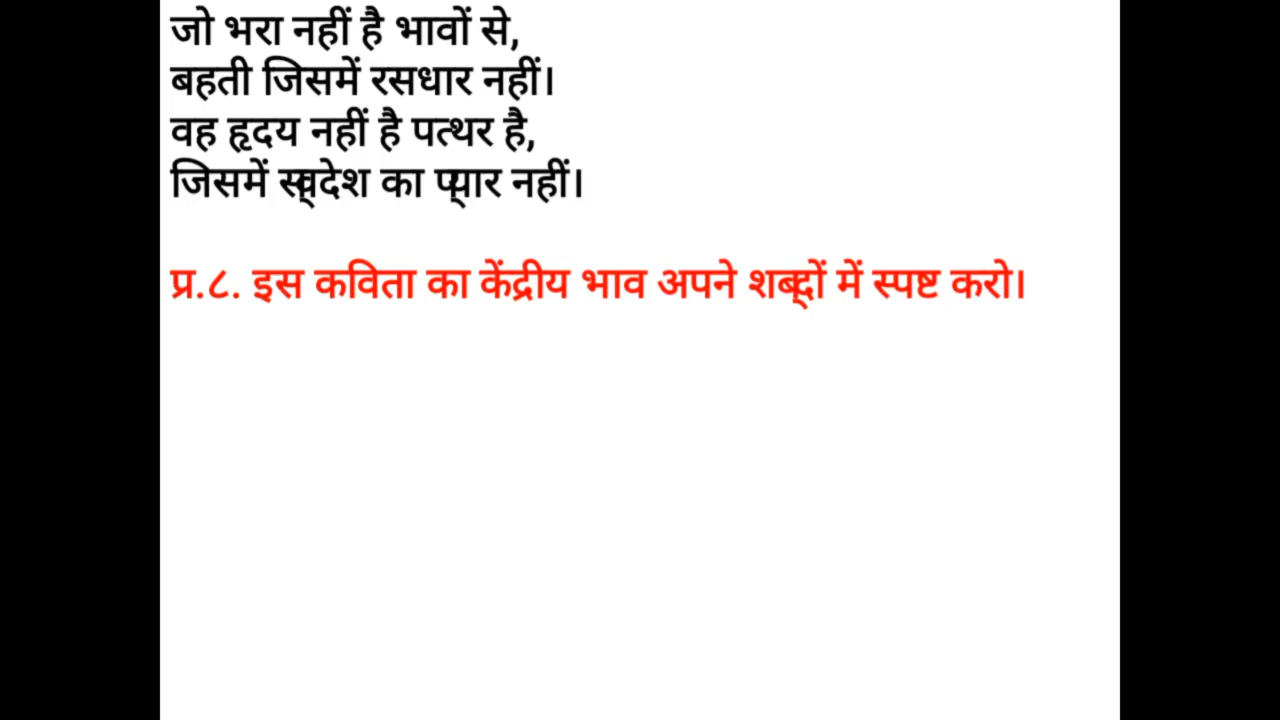 जो भरा नहीं है भावों से,
बहती जिसमें रसधार नहीं।
वह हृदय नहीं है पत्थर है,
जिसमें स्वदेश का प्यार नहीं।
प्र.८. इस कविता का केंद्रीय भाव अपने शब्दों में स्पष्ट करो।